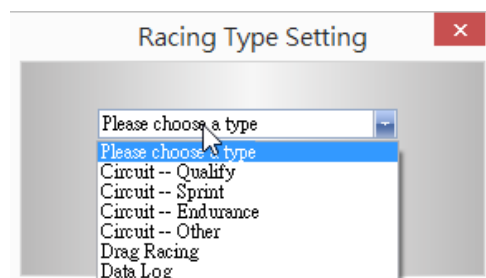 Racing Type Setting
Please choose a type
Please choose a type
Circuit -- Qualify
Circuit -- Sprint
Circuit -- Endurance
Circuit -- Other
Drag Racing
Data Log